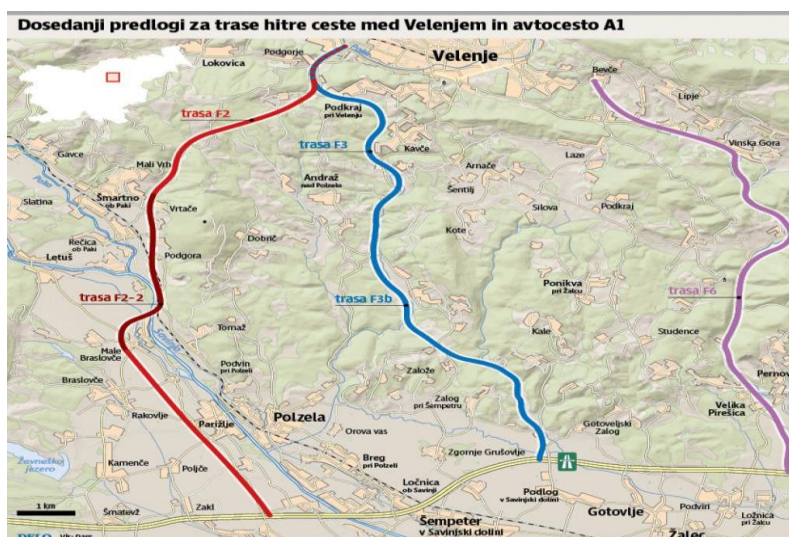 Dosedanji predlogi za trase hitre ceste med Velenjem in avtocesto A1
Podgorje
Paka
Velenje
Lokovica
Bevče
Lipje
trasa F2
Podkraj
pri Velenju
trasa F3
Kavče
Vinska Gora
Gavce
Mali Vrh
Arnače
Laze
Andraž
nad Polzelo
Šmartno
ob Paki
Šentilj
Slatina
Vrtače
Silova
Podkraj
Rečica
ob Paki
Dobrič
Kote
Letuš
Podgora
Ponikva
pri Žalcu
trasa F2-2
trasa F3b
trasa F6
Savinja
Tomaž
Kale
Studence
Male
Braslovče
Podvin
pri Polzeli
Založe
Pernovo
Braslovče
Zalog
pri Šempetru
Velika
Pirešica
Rakovlje
Parižlje
Polzela
Orova vas
Gotoveljski
Zalog
Žovneško
jezero
Kamenče
Poljče
Breg
pri Polzeli
Zgornje Grušovlje
Ločnica
ob Savinji
Podlog
v Savinjski dolini
1 km
Šmatevž
Zakl
Gotovlje
Podvin
Ložnica
pri Žalcu
Šempeter
v Savinjski dolini
Žalec
DELO